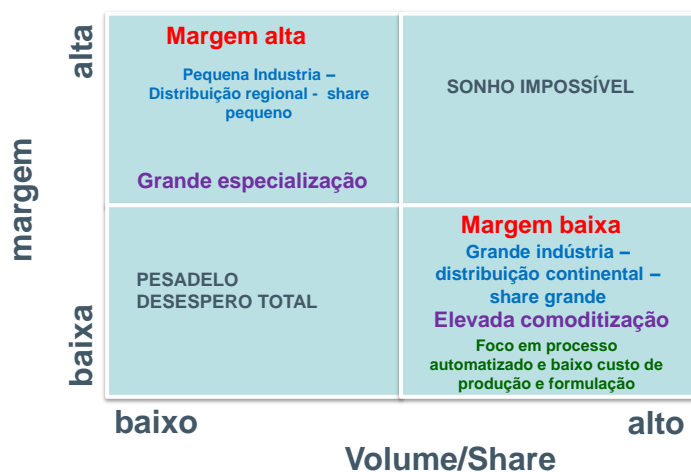 alta
margem
baixa
Margem alta
Pequena Industria –
Distribuição regional - share
pequeno
Grande especialização
SONHO IMPOSSÍVEL
PESADELO
DESESPERO TOTAL
Margem baixa
Grande indústria –
distribuição continental –
share grande
Elevada comoditização
Foco em processo
automatizado e baixo custo de
produção e formulação
baixo
alto
Volume/Share